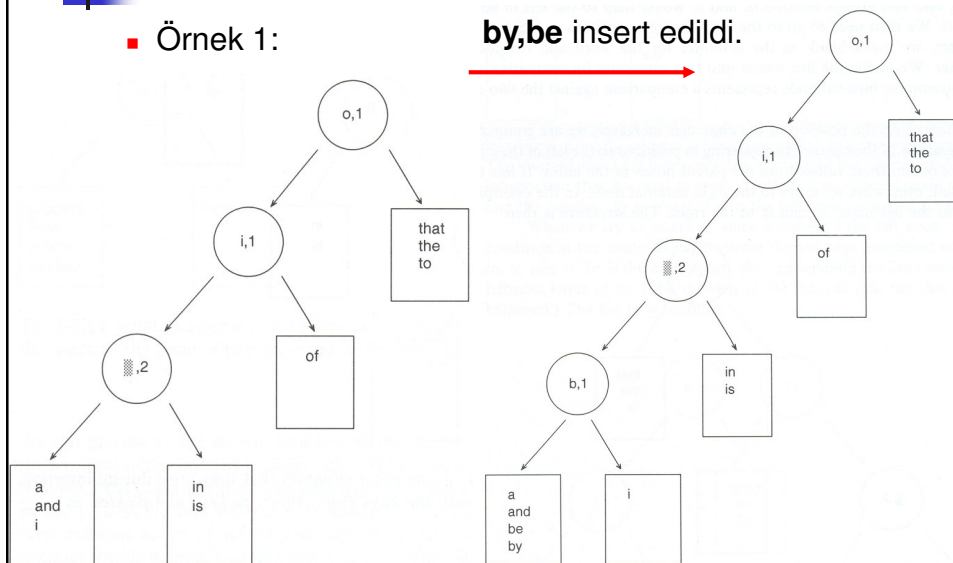 ▪ Örnek 1:
by,be insert edildi.
o,1
i,1
that
the
to
▒,2
of
a
and
i
in
is
o,1
i,1
that
the
to
▒,2
of
b,1
in
is
a
and
be
by
i